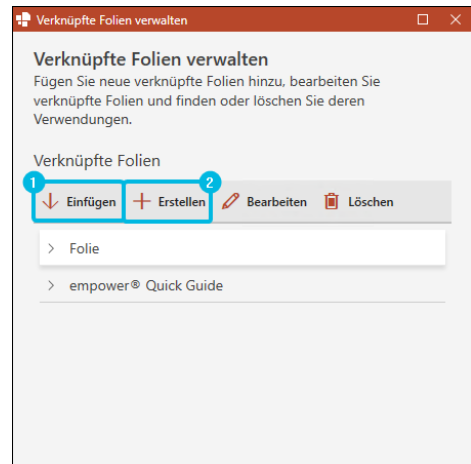 Verknüpfte Folien verwalten
Verknüpfte Folien verwalten
Fügen Sie neue verknüpfte Folien hinzu, bearbeiten Sie
verknüpfte Folien und finden oder löschen Sie deren
Verwendungen.
Verknüpfte Folien
1 2
Einfügen Erstellen Bearbeiten Löschen
Folie
empower® Quick Guide